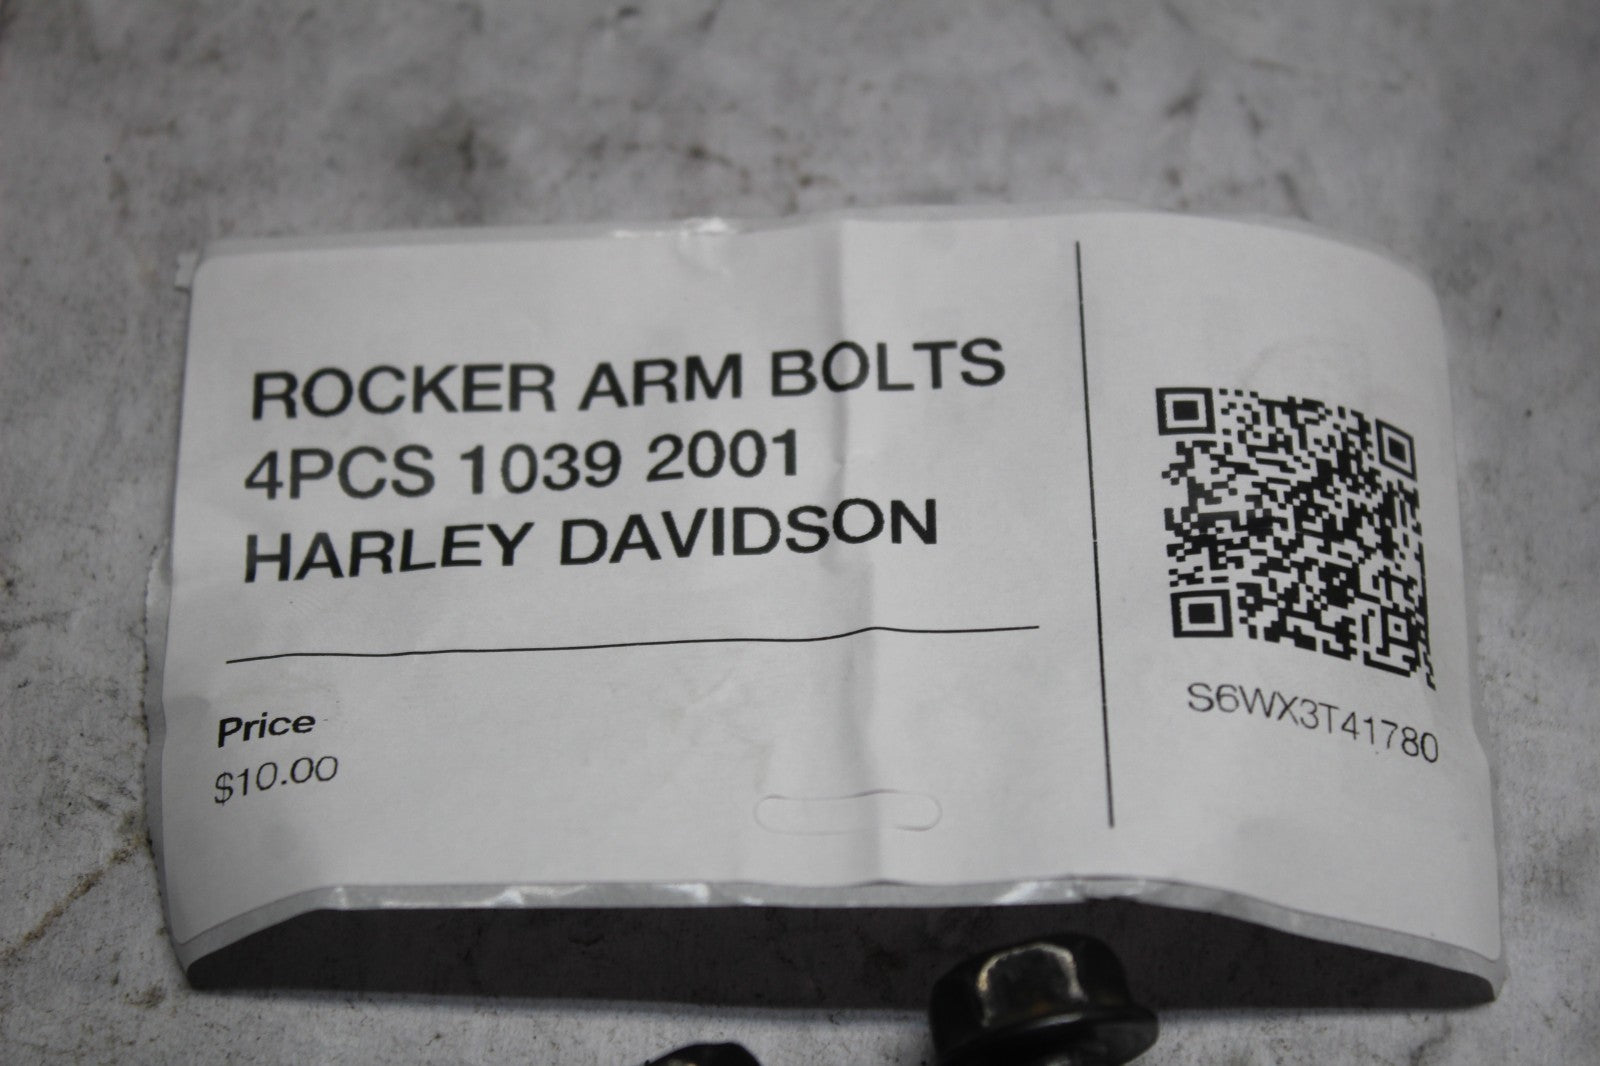 ROCKER ARM BOLTS
4PCS 1039 2001
HARLEY DAVIDSON
Price
$10.00
S6WX3T41780